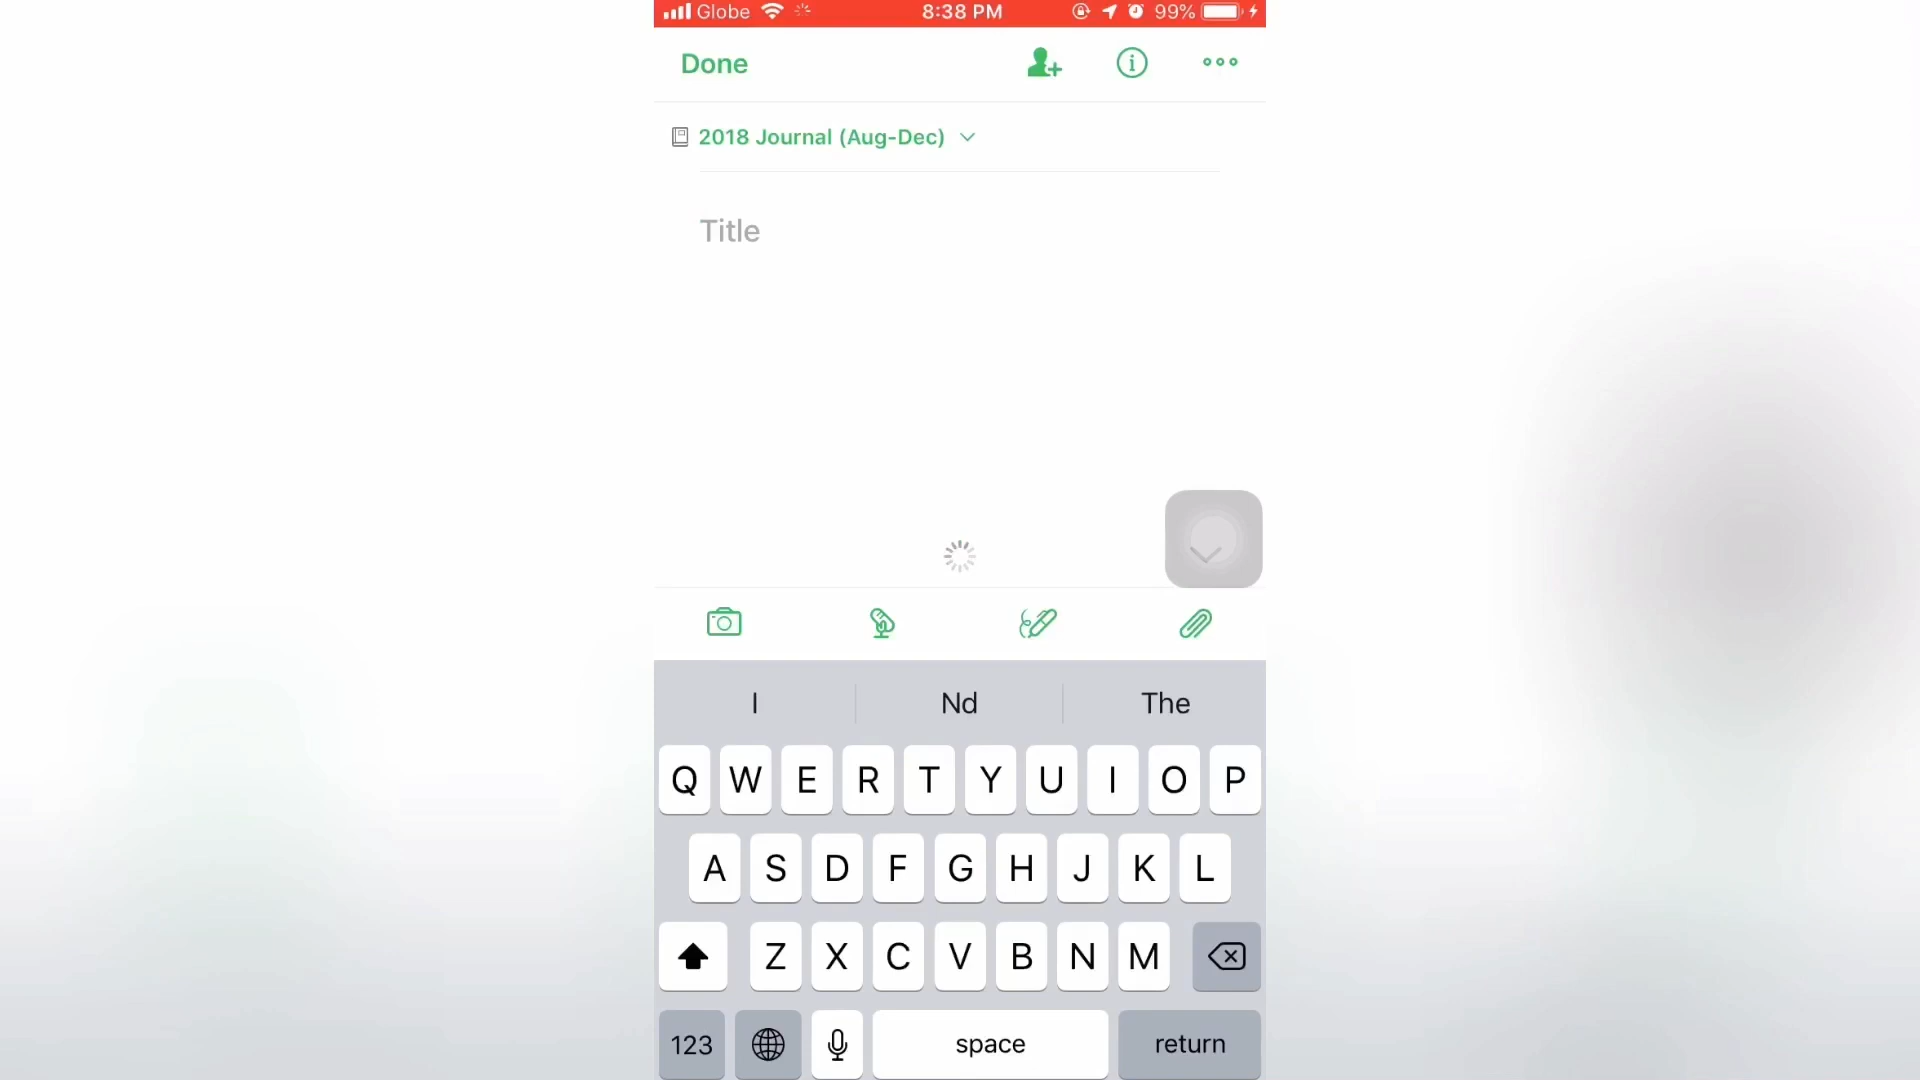 Globe 8:38 PM 99%
Done
2018 Journal (Aug-Dec)
Title
I Nd The
Q W E R T Y U I O P
A S D F G H J K L
Z X C V B N M
123 space return